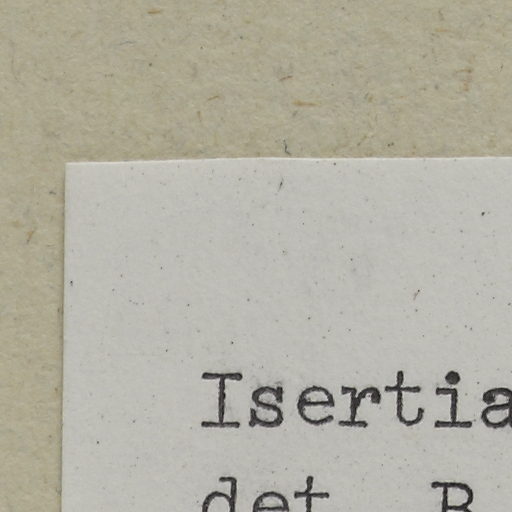 Isertia
det. B